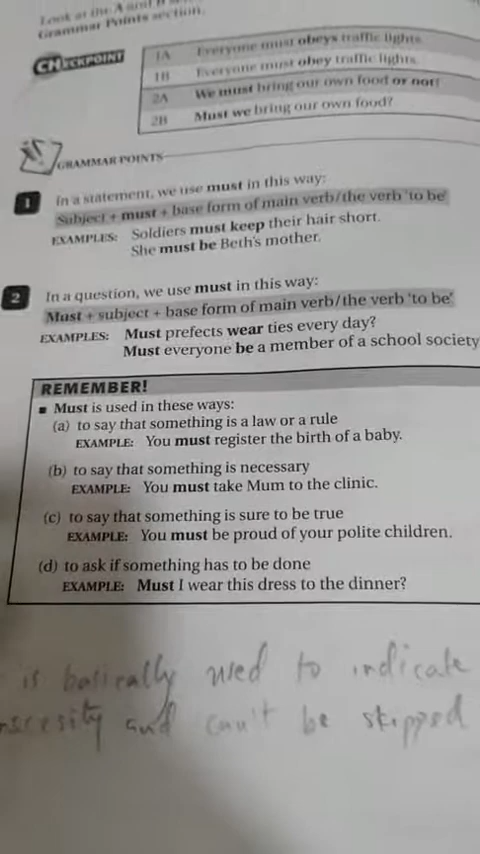 Look at the A and B
Grammar Points section.
CHECKPOINT
1A Everyone must obeys traffic lights.
1B Everyone must obey traffic lights.
2A We must bring our own food or not?
2B Must we bring our own food?
GRAMMAR POINTS
1 In a statement, we use must in this way:
Subject + must + base form of main verb/the verb 'to be'
EXAMPLES: Soldiers must keep their hair short.
She must be Beth's mother.
2 In a question, we use must in this way:
Must + subject + base form of main verb/the verb 'to be'
EXAMPLES: Must prefects wear ties every day?
Must everyone be a member of a school society
REMEMBER!
■ Must is used in these ways:
(a) to say that something is a law or a rule
EXAMPLE: You must register the birth of a baby.
(b) to say that something is necessary
EXAMPLE: You must take Mum to the clinic.
(c) to say that something is sure to be true
EXAMPLE: You must be proud of your polite children.
(d) to ask if something has to be done
EXAMPLE: Must I wear this dress to the dinner?
is basically used to indicate
and can't be skipped